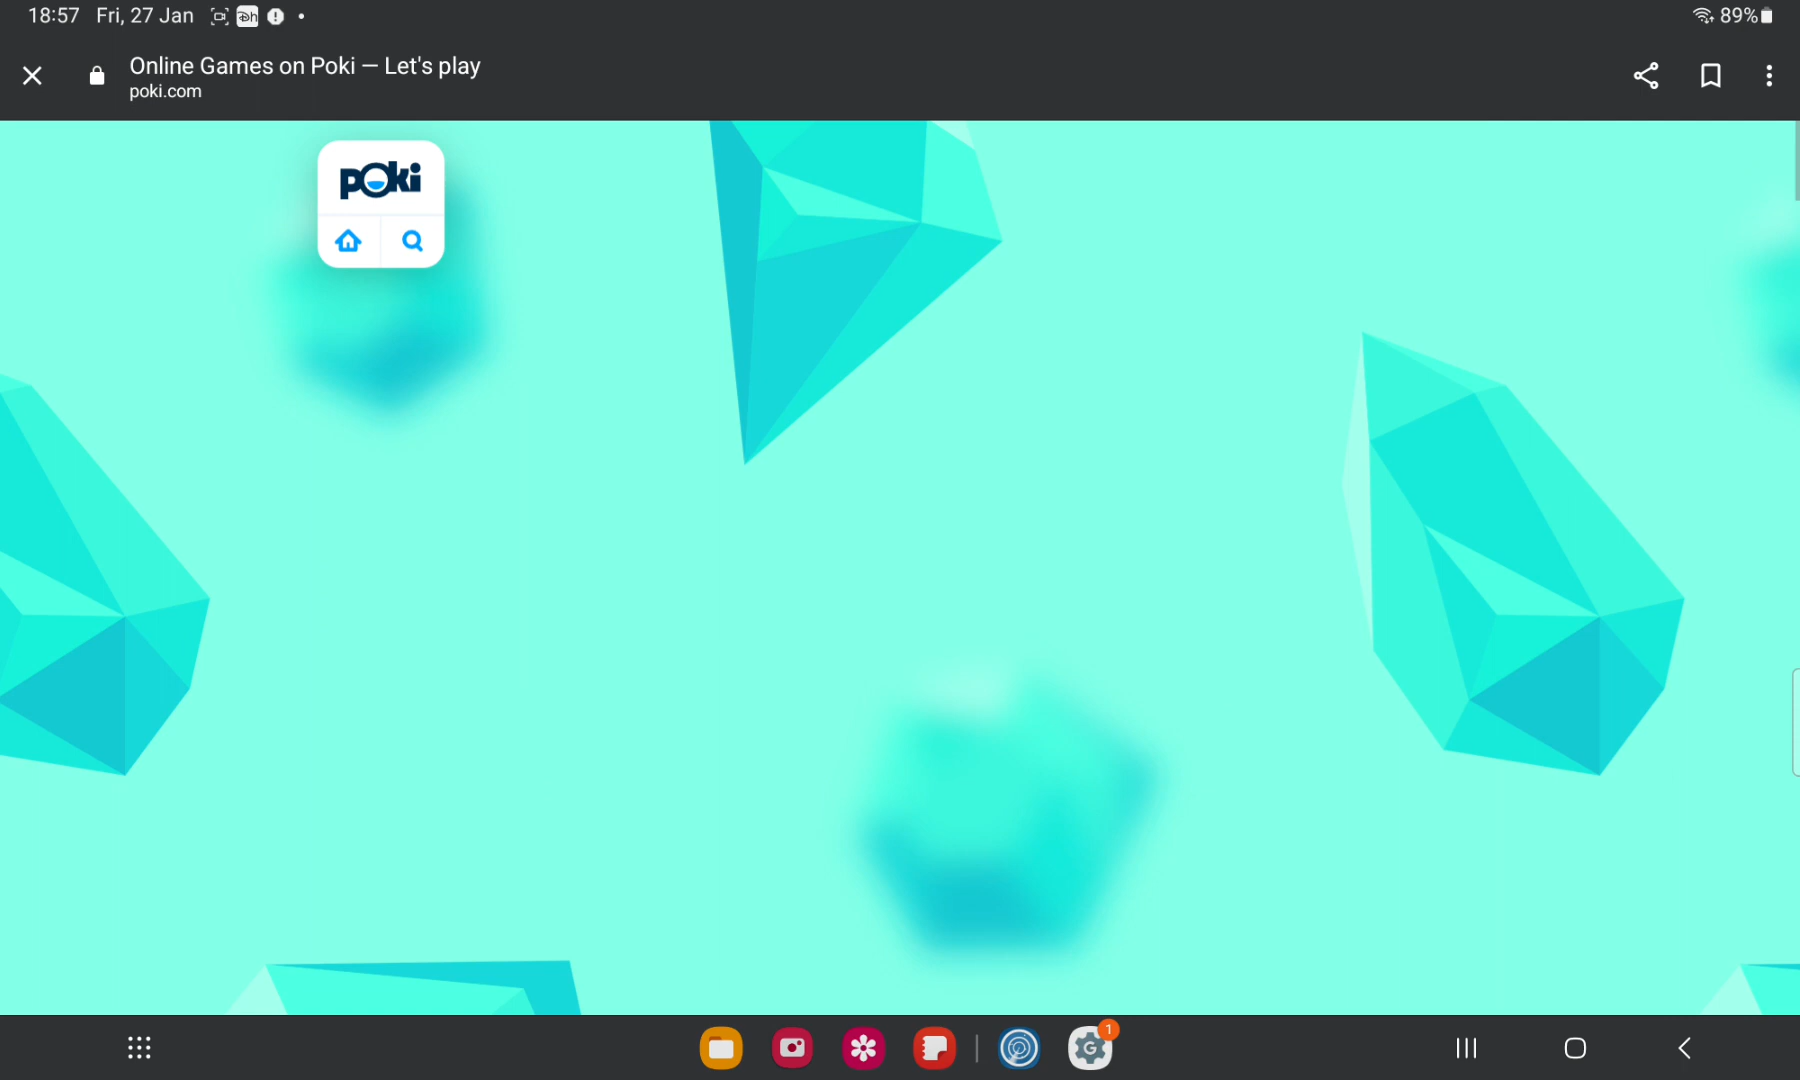 18:57 Fri, 27 Jan 89%
Online Games on Poki — Let's play
poki.com
poki
1